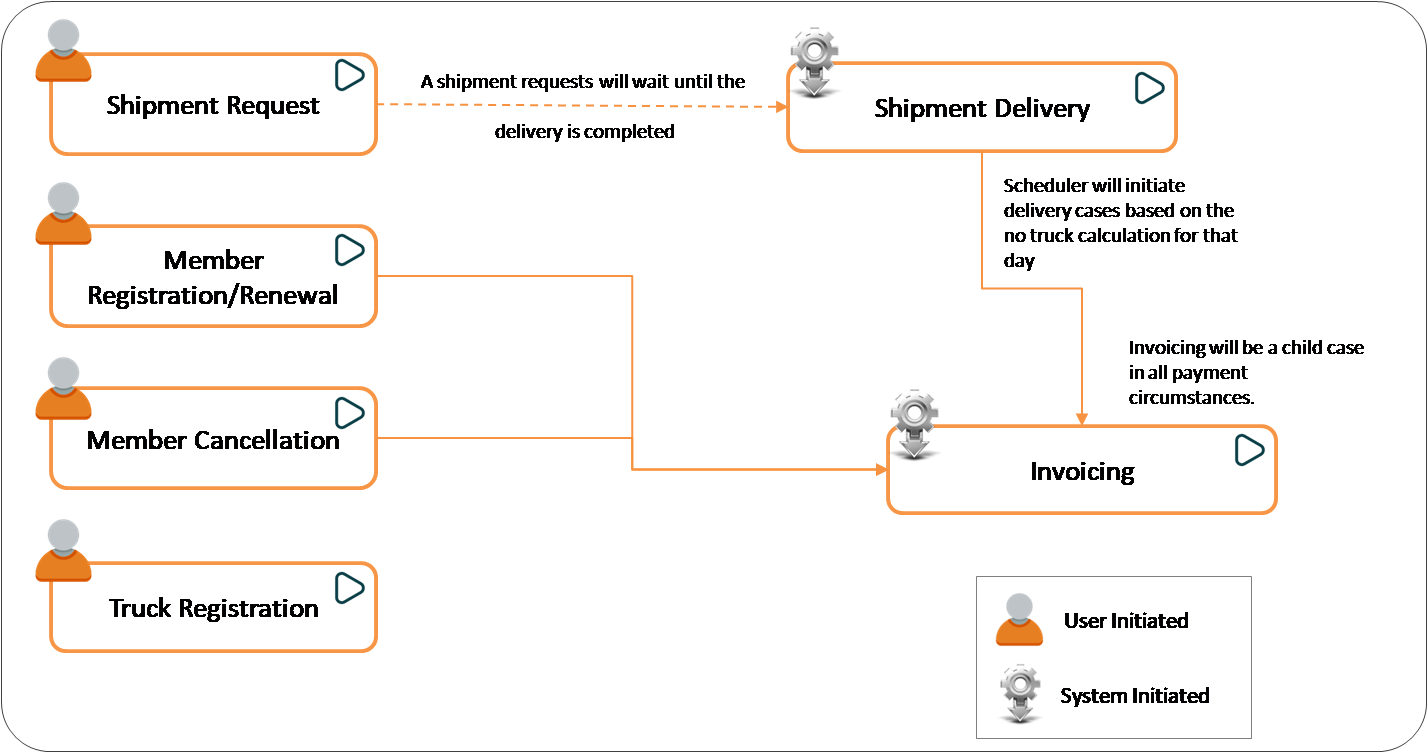 Shipment Request
A shipment requests will wait until the
delivery is completed
Shipment Delivery
Scheduler will initiate
delivery cases based on the
no truck calculation for that
day
Member
Registration/Renewal
Invoicing will be a child case
in all payment
circumstances.
Member Cancellation
Invoicing
Truck Registration
User Initiated
System Initiated